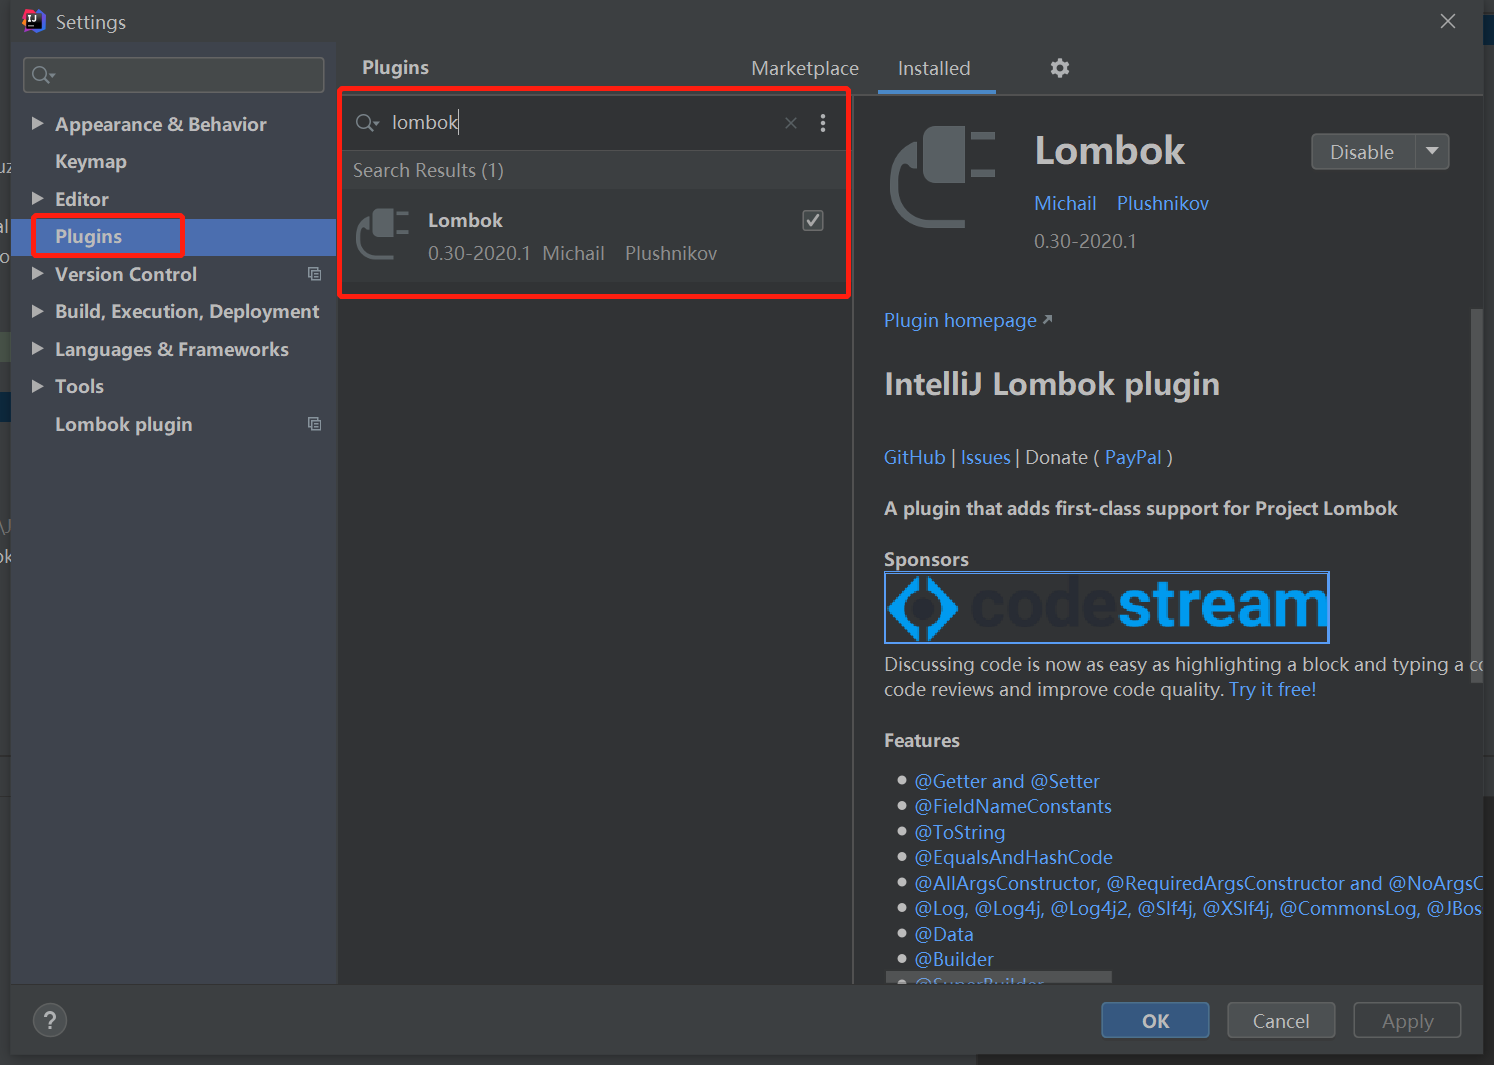 Settings
Plugins
Marketplace
Installed
Appearance & Behavior
Keymap
Editor
Plugins
Version Control
Build, Execution, Deployment
Languages & Frameworks
Tools
Lombok plugin
lombok
Search Results (1)
Lombok
0.30-2020.1 Michail Plushnikov
Lombok
Disable
Michail Plushnikov
0.30-2020.1
Plugin homepage
IntelliJ Lombok plugin
GitHub | Issues | Donate ( PayPal )
A plugin that adds first-class support for Project Lombok
Sponsors
codestream
Discussing code is now as easy as highlighting a block and typing a
code reviews and improve code quality. Try it free!
Features
@Getter and @Setter
@FieldNameConstants
@ToString
@EqualsAndHashCode
@AllArgsConstructor, @RequiredArgsConstructor and @NoArgsC
@Log, @Log4j, @Log4j2, @Slf4j, @XSlf4j, @CommonsLog, @JBos
@Data
@Builder
@SuperBuilder
?
OK
Cancel
Apply